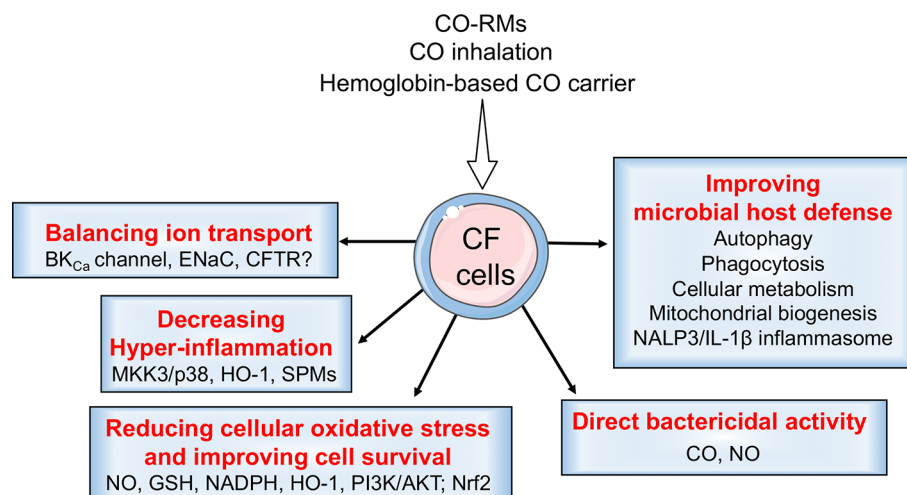 CO-RMs
CO inhalation
Hemoglobin-based CO carrier
CF
cells
Balancing ion transport
BKCa channel, ENaC, CFTR?
Decreasing
Hyper-inflammation
MKK3/p38, HO-1, SPMs
Reducing cellular oxidative stress
and improving cell survival
NO, GSH, NADPH, HO-1, PI3K/AKT; Nrf2
Improving
microbial host defense
Autophagy
Phagocytosis
Cellular metabolism
Mitochondrial biogenesis
NALP3/IL-1β inflammasome
Direct bactericidal activity
CO, NO